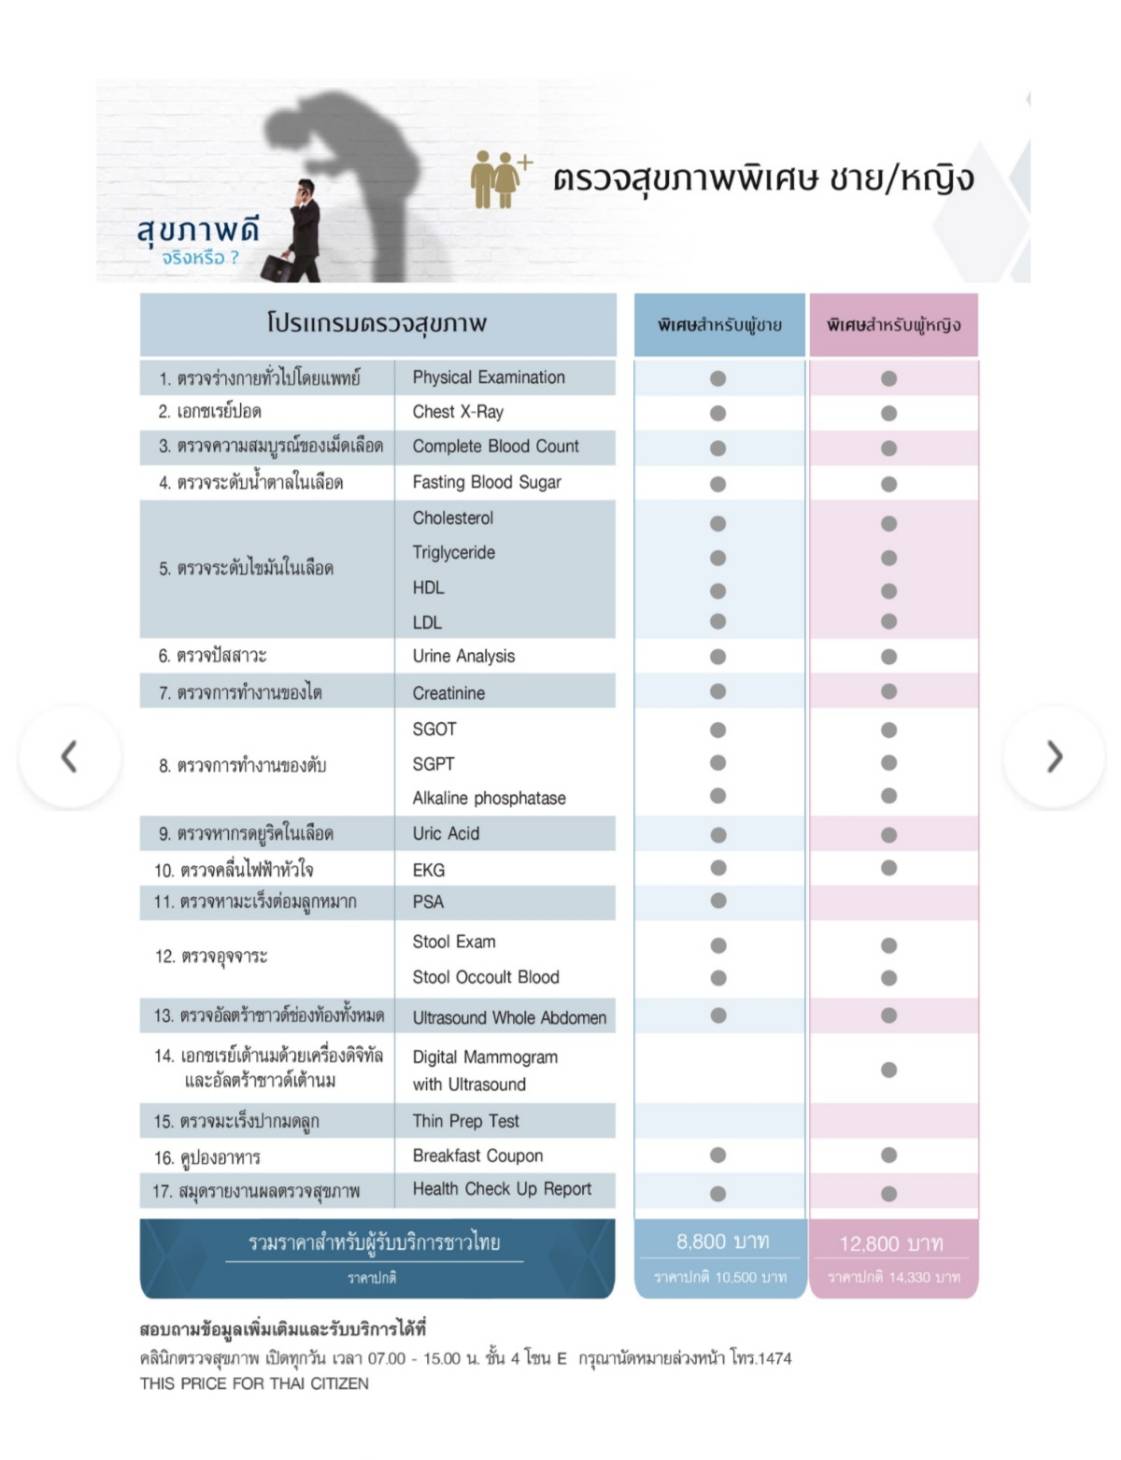 ตรวจสุขภาพพิเศษ ชาย/หญิง
สุขภาพดี
จริงหรือ ?
โปรแกรมตรวจสุขภาพ พิเศษสำหรับผู้ชาย พิเศษสำหรับผู้หญิง
1. ตรวจร่างกายทั่วไปโดยแพทย์ Physical Examination
2. เอกซเรย์ปอด Chest X-Ray
3. ตรวจความสมบูรณ์ของเม็ดเลือด Complete Blood Count
4. ตรวจระดับน้ำตาลในเลือด Fasting Blood Sugar
5. ตรวจระดับไขมันในเลือด
Cholesterol
Triglyceride
HDL
LDL
6. ตรวจปัสสาวะ Urine Analysis
7. ตรวจการทำงานของไต Creatinine
8. ตรวจการทำงานของตับ
SGOT
SGPT
Alkaline phosphatase
9. ตรวจหากรดยูริคในเลือด Uric Acid
10. ตรวจคลื่นไฟฟ้าหัวใจ EKG
11. ตรวจหามะเร็งต่อมลูกหมาก PSA
12. ตรวจอุจจาระ
Stool Exam
Stool Occult Blood
13. ตรวจอัลตร้าซาวด์ช่องท้องทั้งหมด Ultrasound Whole Abdomen
14. เอกซเรย์เต้านมด้วยเครื่องดิจิทัล Digital Mammogram
และอัลตร้าซาวด์เต้านม with Ultrasound
15. ตรวจมะเร็งปากมดลูก Thin Prep Test
16. คูปองอาหาร Breakfast Coupon
17. สมุดรายงานผลตรวจสุขภาพ Health Check Up Report
รวมราคาสำหรับผู้รับบริการชาวไทย 8,800 บาท 12,800 บาท
ราคาปกติ ราคาปกติ 10,500 บาท ราคาปกติ 14,330 บาท
สอบถามข้อมูลเพิ่มเติมและรับบริการได้ที่
คลินิกตรวจสุขภาพ เปิดทุกวัน เวลา 07.00 - 15.00 น. ชั้น 4 โซน E กรุณานัดหมายล่วงหน้า โทร.1474
THIS PRICE FOR THAI CITIZEN